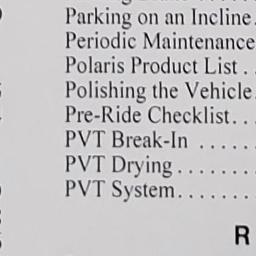 Parking on an Incline.
Periodic Maintenance
Polaris Product List . .
Polishing the Vehicle.
Pre-Ride Checklist. . .
PVT Break-In . . . . . .
PVT Drying . . . . . . . .
PVT System. . . . . . . .
R